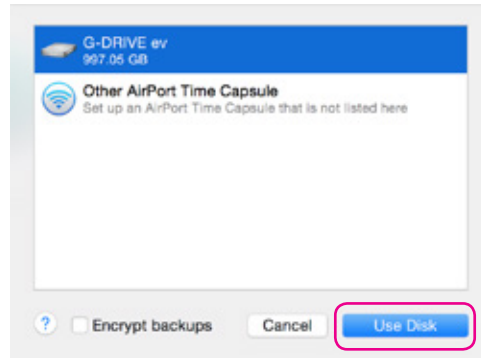 G-DRIVE ev
997.05 GB
Other AirPort Time Capsule
Set up an AirPort Time Capsule that is not listed here
? Encrypt backups Cancel Use Disk